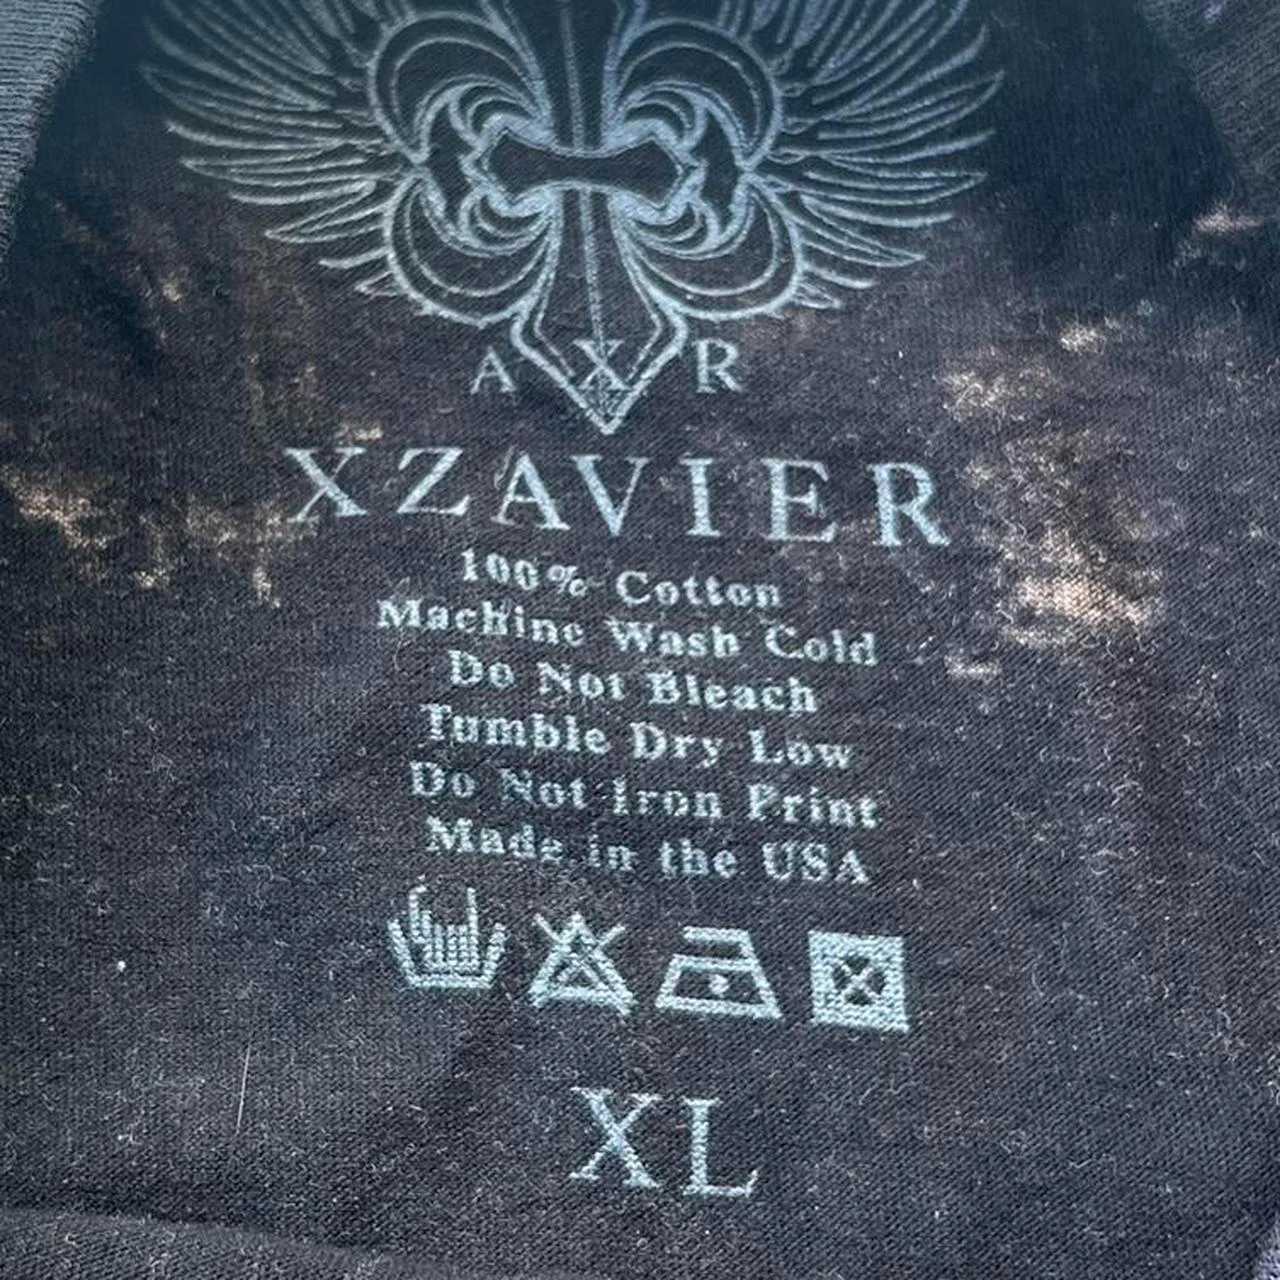 A X R
XZAVIER
100% Cotton
Machine Wash Cold
Do Not Bleach
Tumble Dry Low
Do Not Iron Print
Made in the USA
XL